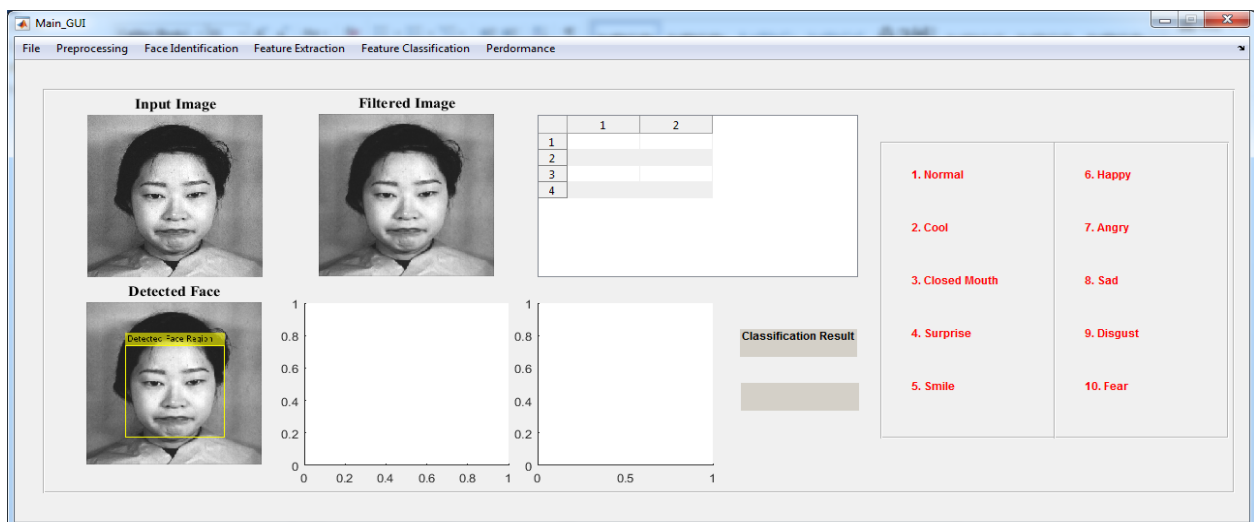 Main_GUI
File Preprocessing Face Identification Feature Extraction Feature Classification Perdormance
Input Image
Filtered Image
1 2
1
2
3
4
Detected Face
Detected Face Region
1
0.8
0.6
0.4
0.2
0
0 0.2 0.4 0.6 0.8 1
1
0.8
0.6
0.4
0.2
0
0 0.5 1
Classification Result
1. Normal
2. Cool
3. Closed Mouth
4. Surprise
5. Smile
6. Happy
7. Angry
8. Sad
9. Disgust
10. Fear